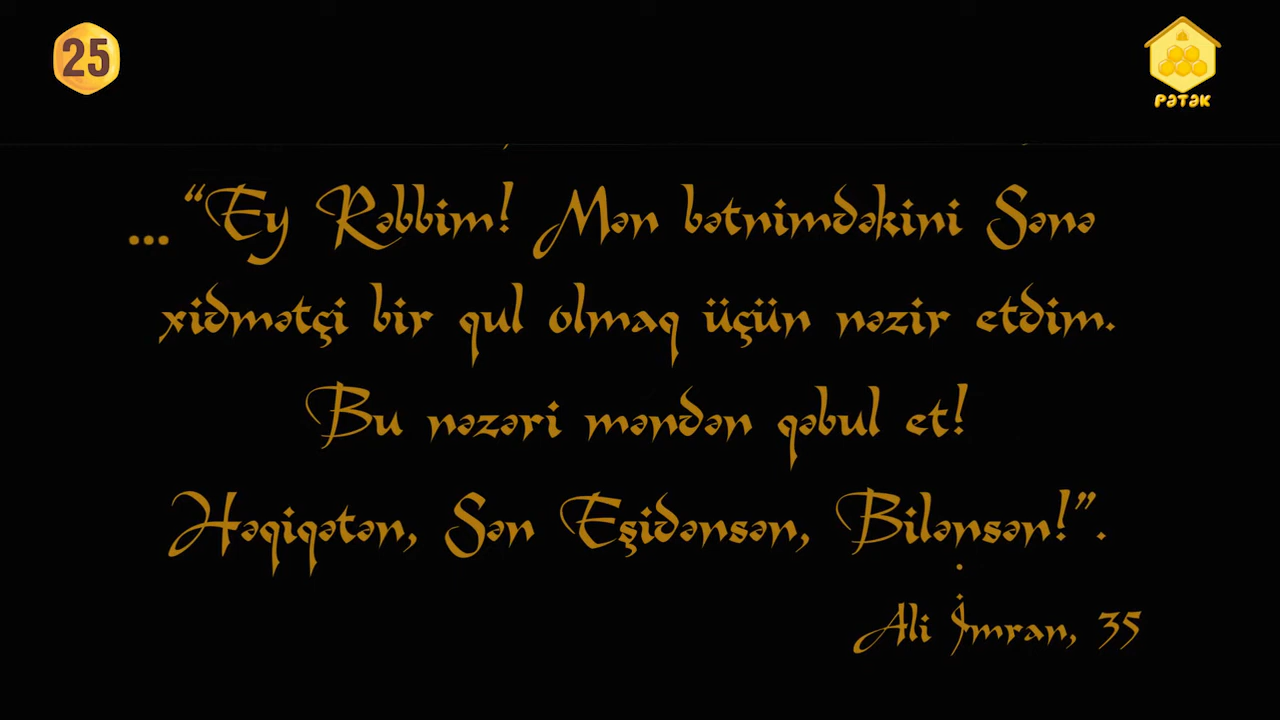 25
PƏTƏK
... “Ey Rəbbim! Mən bətnimdəkini Sənə
xidmətçi bir qul olmaq üçün nəzir etdim.
Bu nəzəri məndən qəbul et!
Həqiqətən, Sən Eşidənsən, Bilənsən!”.
Ali İmran, 35